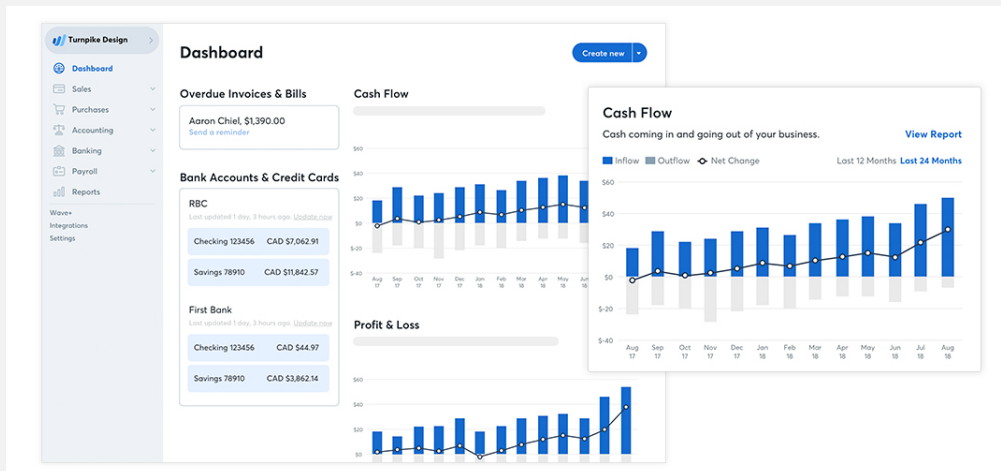 Turnpike Design
Dashboard
Sales
Purchases
Accounting
Banking
Payroll
Reports
Wave+
Integrations
Settings
Dashboard
Create new
Overdue Invoices & Bills
Aaron Chiel, $1,390.00
Send a reminder
Bank Accounts & Credit Cards
RBC
Last updated 1 day, 3 hours ago. Update now
Checking 123456 CAD $7,062.91
Savings 78910 CAD $11,842.57
First Bank
Last updated 1 day, 3 hours ago. Update now
Checking 123456 CAD $44.97
Savings 78910 CAD $3,862.14
Cash Flow
$60
$40
$20
$0
$-20
$-40
Aug Sep Oct Nov Dec Jan Feb Mar Apr May Jun
17 17 17 17 17 18 18 18 18 18 18
Profit & Loss
$60
$40
$20
$0
Cash Flow
Cash coming in and going out of your business.
View Report
Inflow Outflow Net Change Last 12 Months Last 24 Months
$60
$40
$20
$0
$-20
$-40
Aug Sep Oct Nov Dec Jan Feb Mar Apr May Jun Jul Aug
17 17 17 17 17 18 18 18 18 18 18 18 18